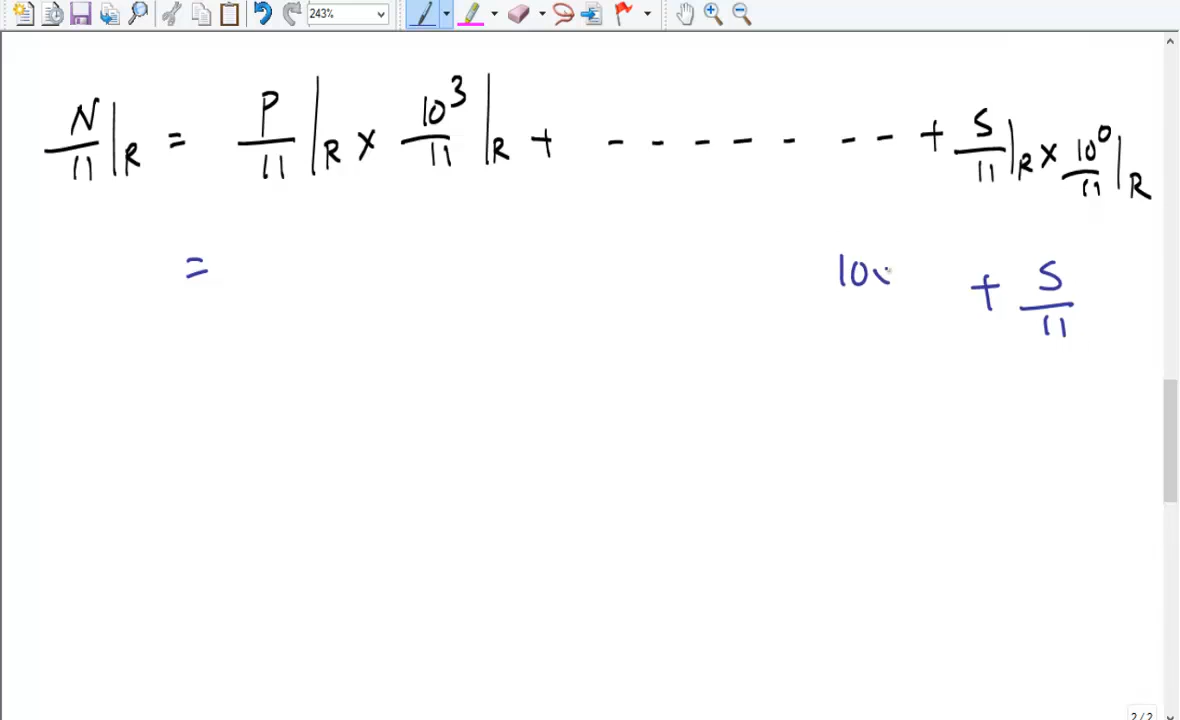 243%
N/11|R = P/11|R × 10³/11|R + - - - - - - - + S/11|R × 10⁰/11|R
= 10 + S/11
2/2